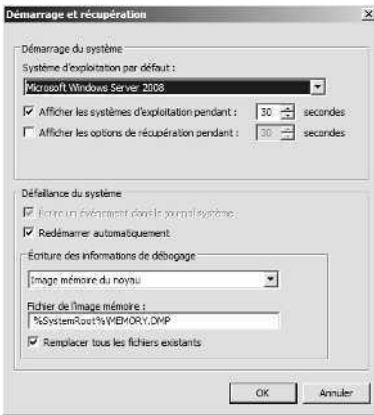 Démarrage et récupération
Démarrage du système
Système d'exploitation par défaut :
Microsoft Windows Server 2008
Afficher les systèmes d'exploitation pendant : 30 secondes
Afficher les options de récupération pendant : 30 secondes
Défaillance du système
Écrire un événement dans le journal système
Redémarrer automatiquement
Écriture des informations de débogage
Image mémoire du noyau
Fichier de l'image mémoire :
%SystemRoot%\MEMORY.DMP
Remplacer tous les fichiers existants
OK Annuler